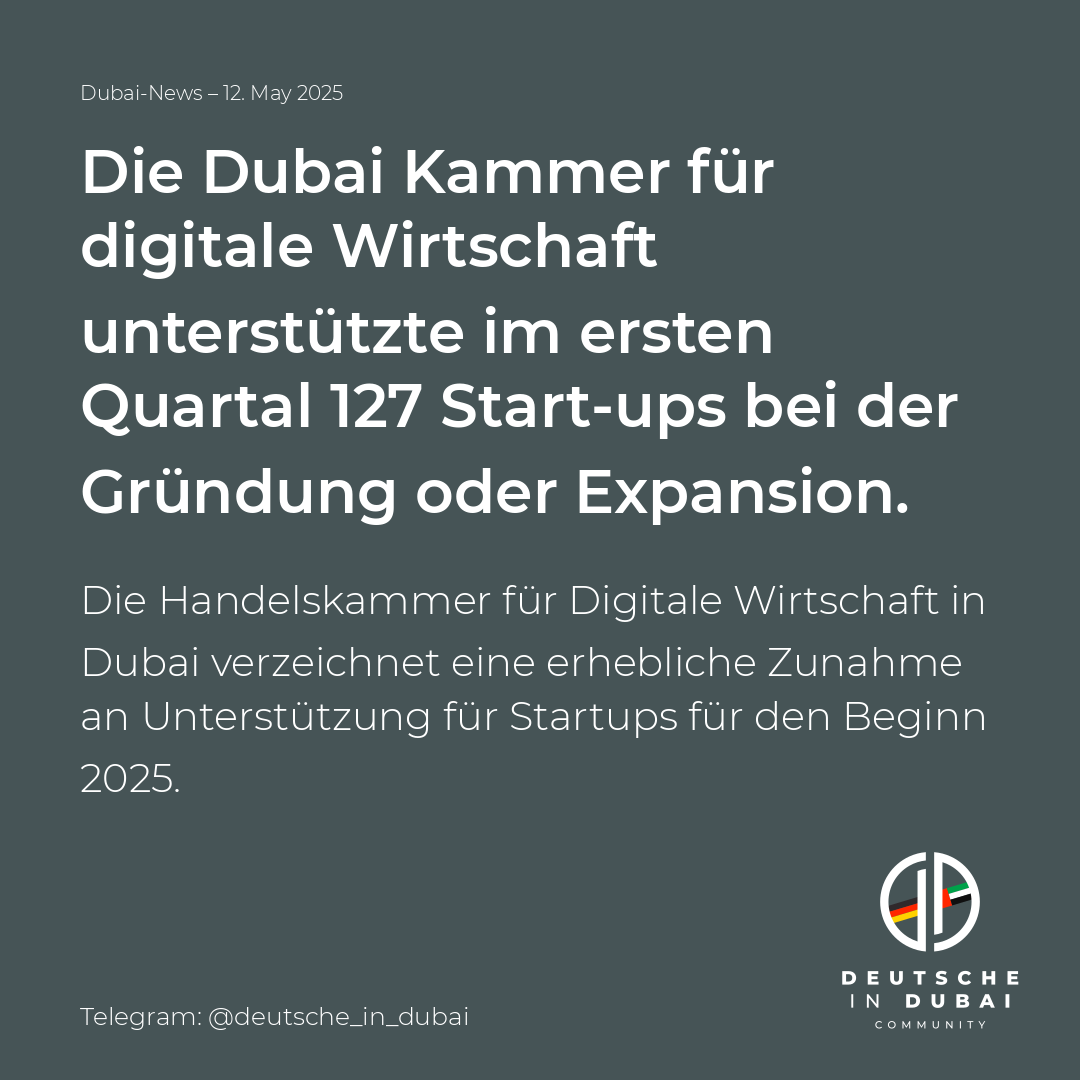 Dubai-News – 12. May 2025
Die Dubai Kammer für
digitale Wirtschaft
unterstützte im ersten
Quartal 127 Start-ups bei der
Gründung oder Expansion.
Die Handelskammer für Digitale Wirtschaft in
Dubai verzeichnet eine erhebliche Zunahme
an Unterstützung für Startups für den Beginn
2025.
DEUTSCHE
IN DUBAI
COMMUNITY
Telegram: @deutsche_in_dubai